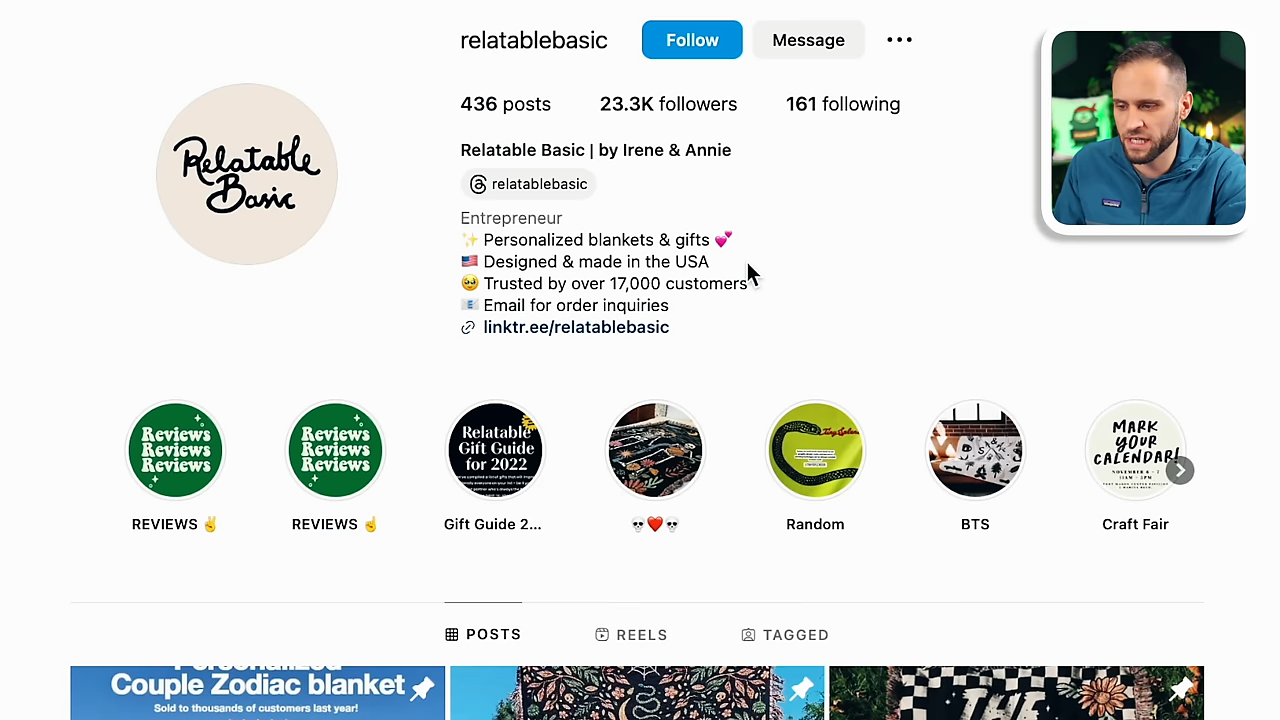 relatablebasic
Follow
Message
436 posts
23.3K followers
161 following
Relatable Basic
Relatable Basic | by Irene & Annie
relatablebasic
Entrepreneur
✨ Personalized blankets & gifts 💕
🇺🇸 Designed & made in the USA
🥹 Trusted by over 17,000 customers
📧 Email for order inquiries
linktr.ee/relatablebasic
Reviews
Reviews
Reviews
Reviews
Reviews
Reviews
Relatable
Gift Guide
for 2022
MARK
YOUR
CALENDAR!
REVIEWS ✌️
REVIEWS ☝️
Gift Guide 2...
💀❤️💀
Random
BTS
Craft Fair
POSTS
REELS
TAGGED
Personalized
Couple Zodiac blanket
Sold to thousands of customers last year!
THE